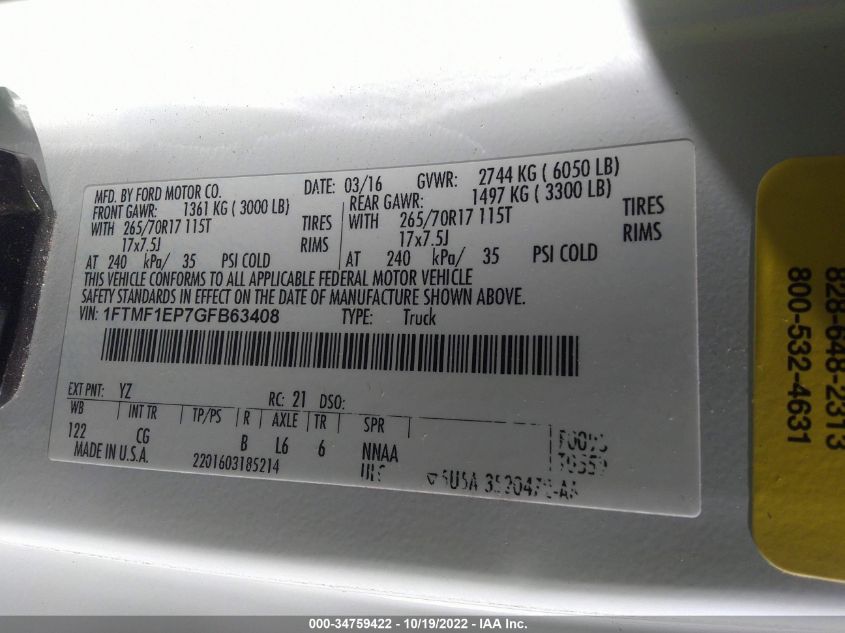 MFD. BY FORD MOTOR CO.
DATE: 03/16 GVWR: 2744 KG ( 6050 LB)
FRONT GAWR: 1361 KG ( 3000 LB)
REAR GAWR: 1497 KG ( 3300 LB)
WITH 265/70R17 115T TIRES
WITH 265/70R17 115T TIRES
17x7.5J RIMS
17x7.5J RIMS
AT 240 kPa/ 35 PSI COLD
AT 240 kPa/ 35 PSI COLD
THIS VEHICLE CONFORMS TO ALL APPLICABLE FEDERAL MOTOR VEHICLE
SAFETY STANDARDS IN EFFECT ON THE DATE OF MANUFACTURE SHOWN ABOVE.
VIN: 1FTMF1EP7GFB63408 TYPE: Truck
EXT PNT: YZ RC: 21 DSO:
WB INT TR TP/PS R AXLE TR SPR
122 CG B L6 6 NNAA
MADE IN U.S.A. 2201603185214
828-648-2313
800-532-4631
000-34759422 - 10/19/2022 - IAA Inc.